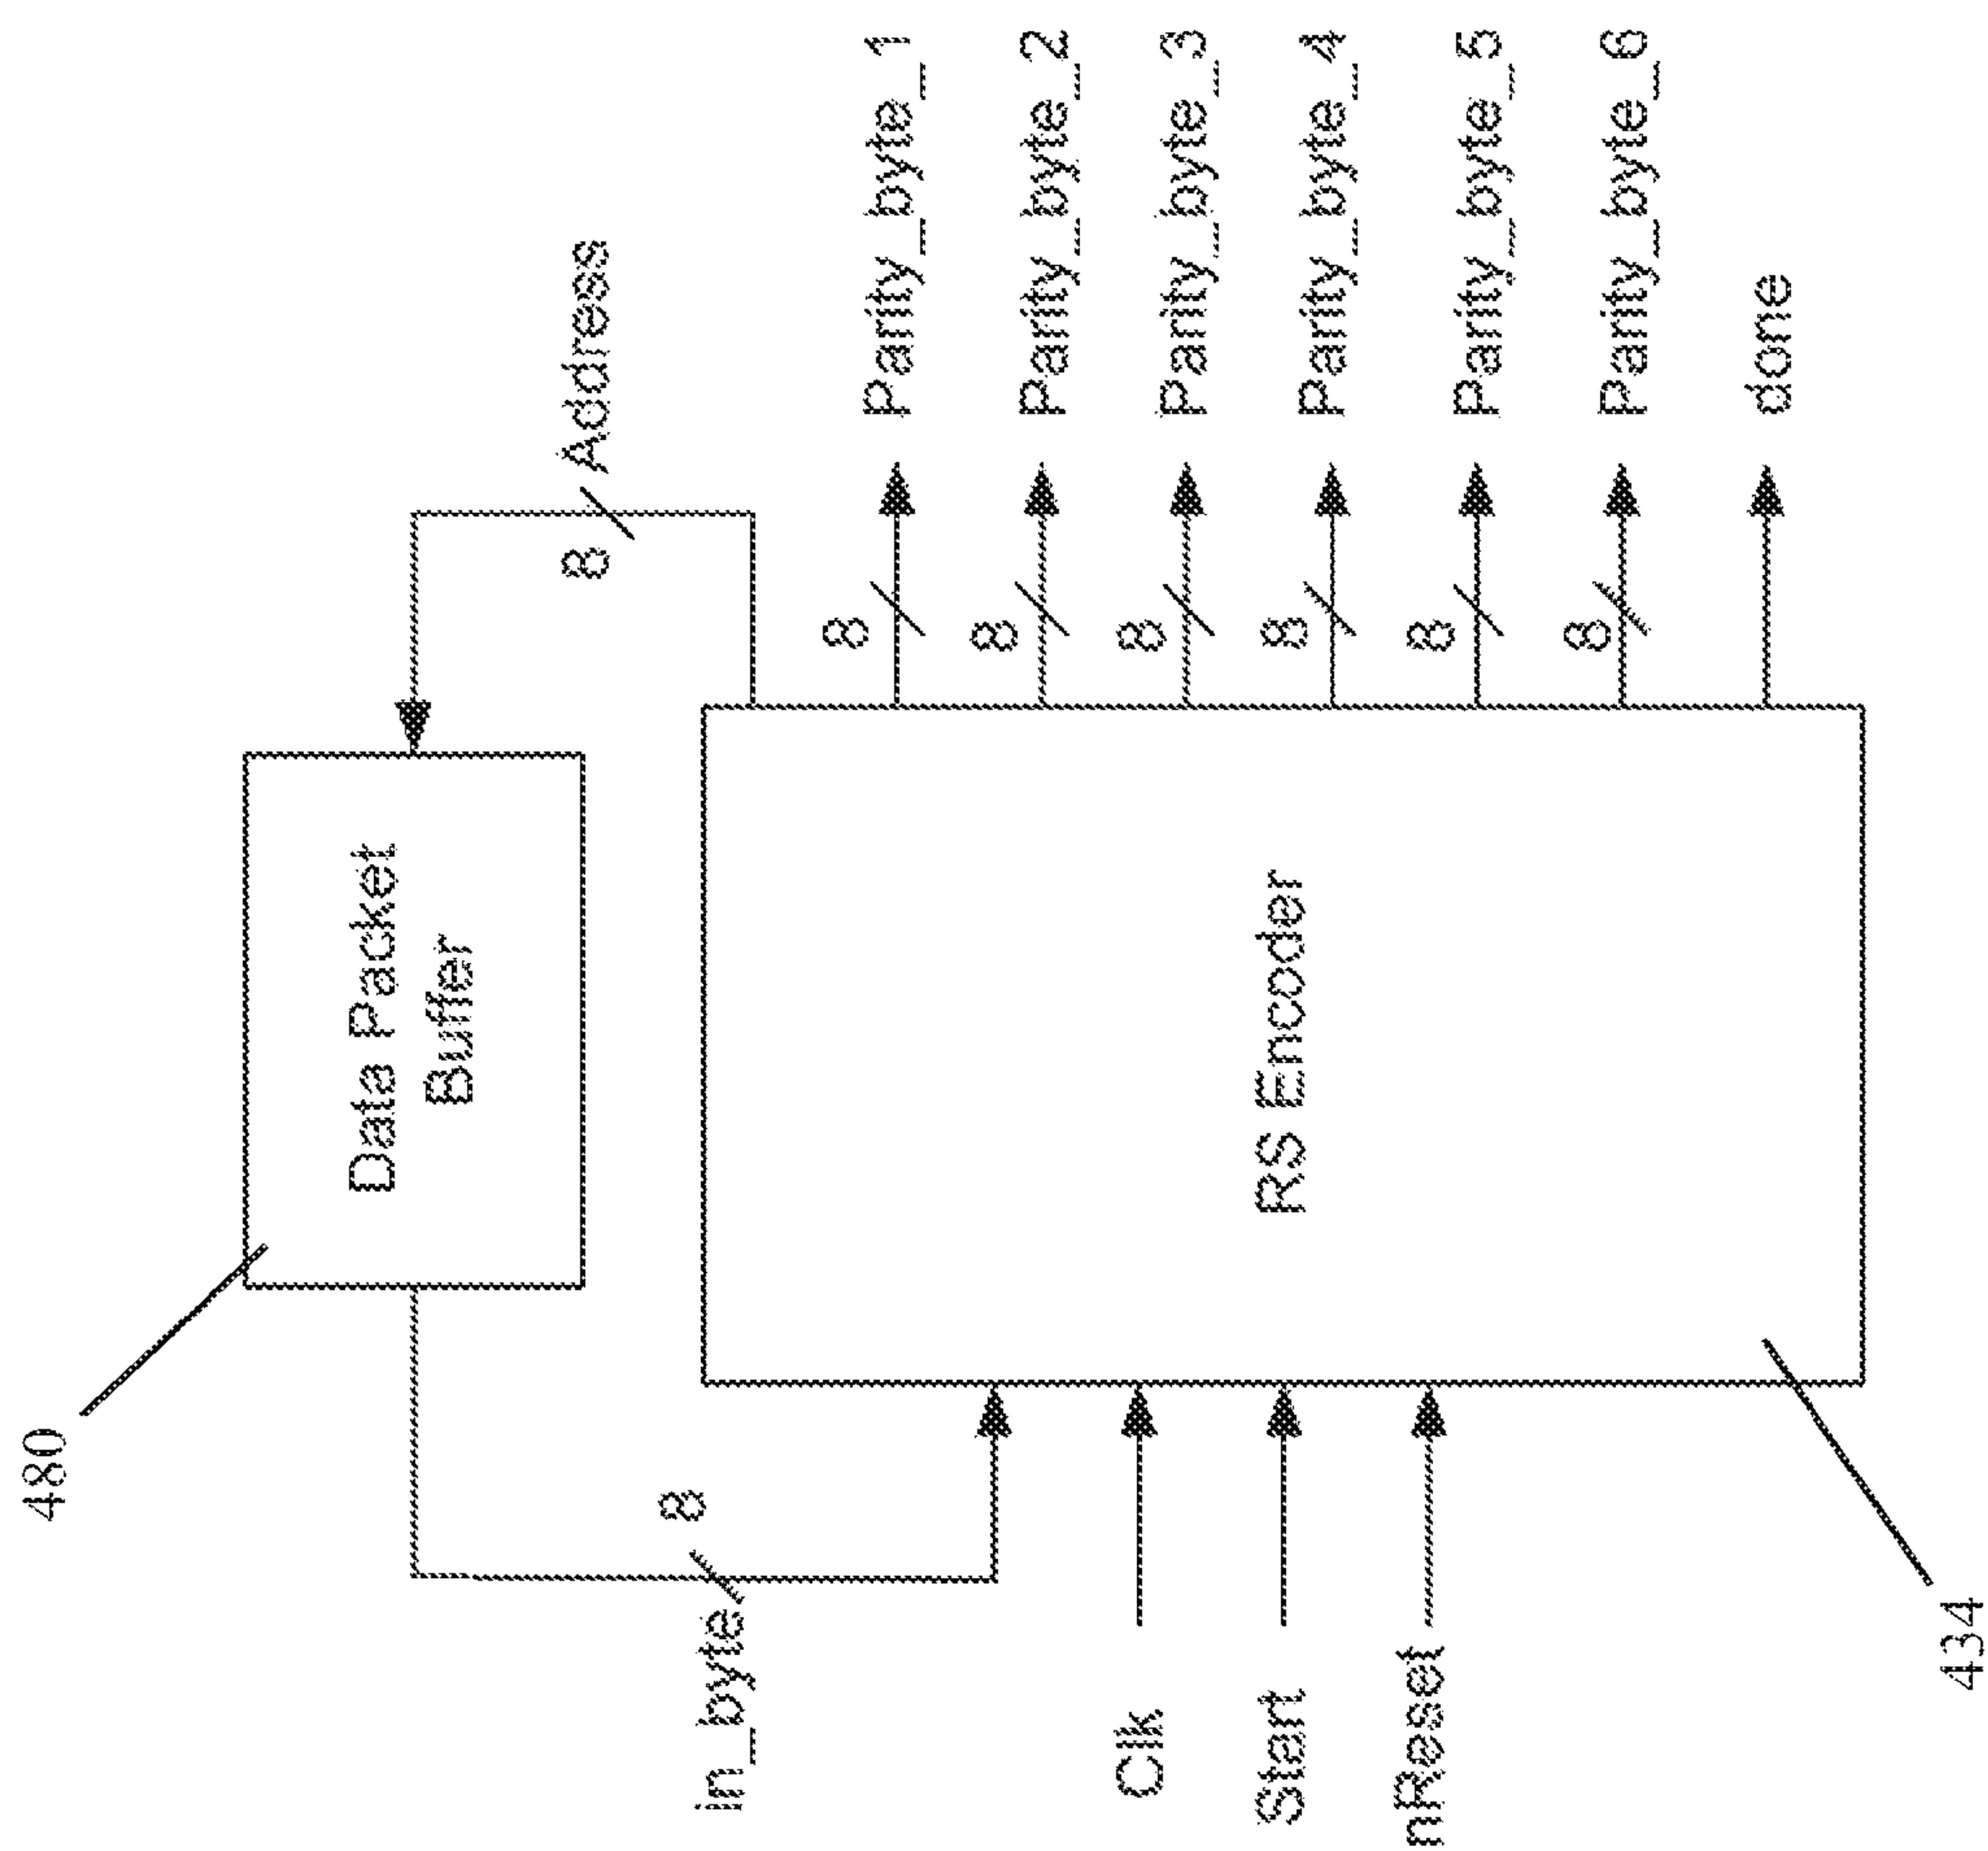 480
Data Packet
Buffer
8
Address
in_byte
8
Clk
Start
nReset
RS Encoder
434
8
Parity_byte_1
8
Parity_byte_2
8
Parity_byte_3
8
Parity_byte_4
8
Parity_byte_5
8
Parity_byte_6
done